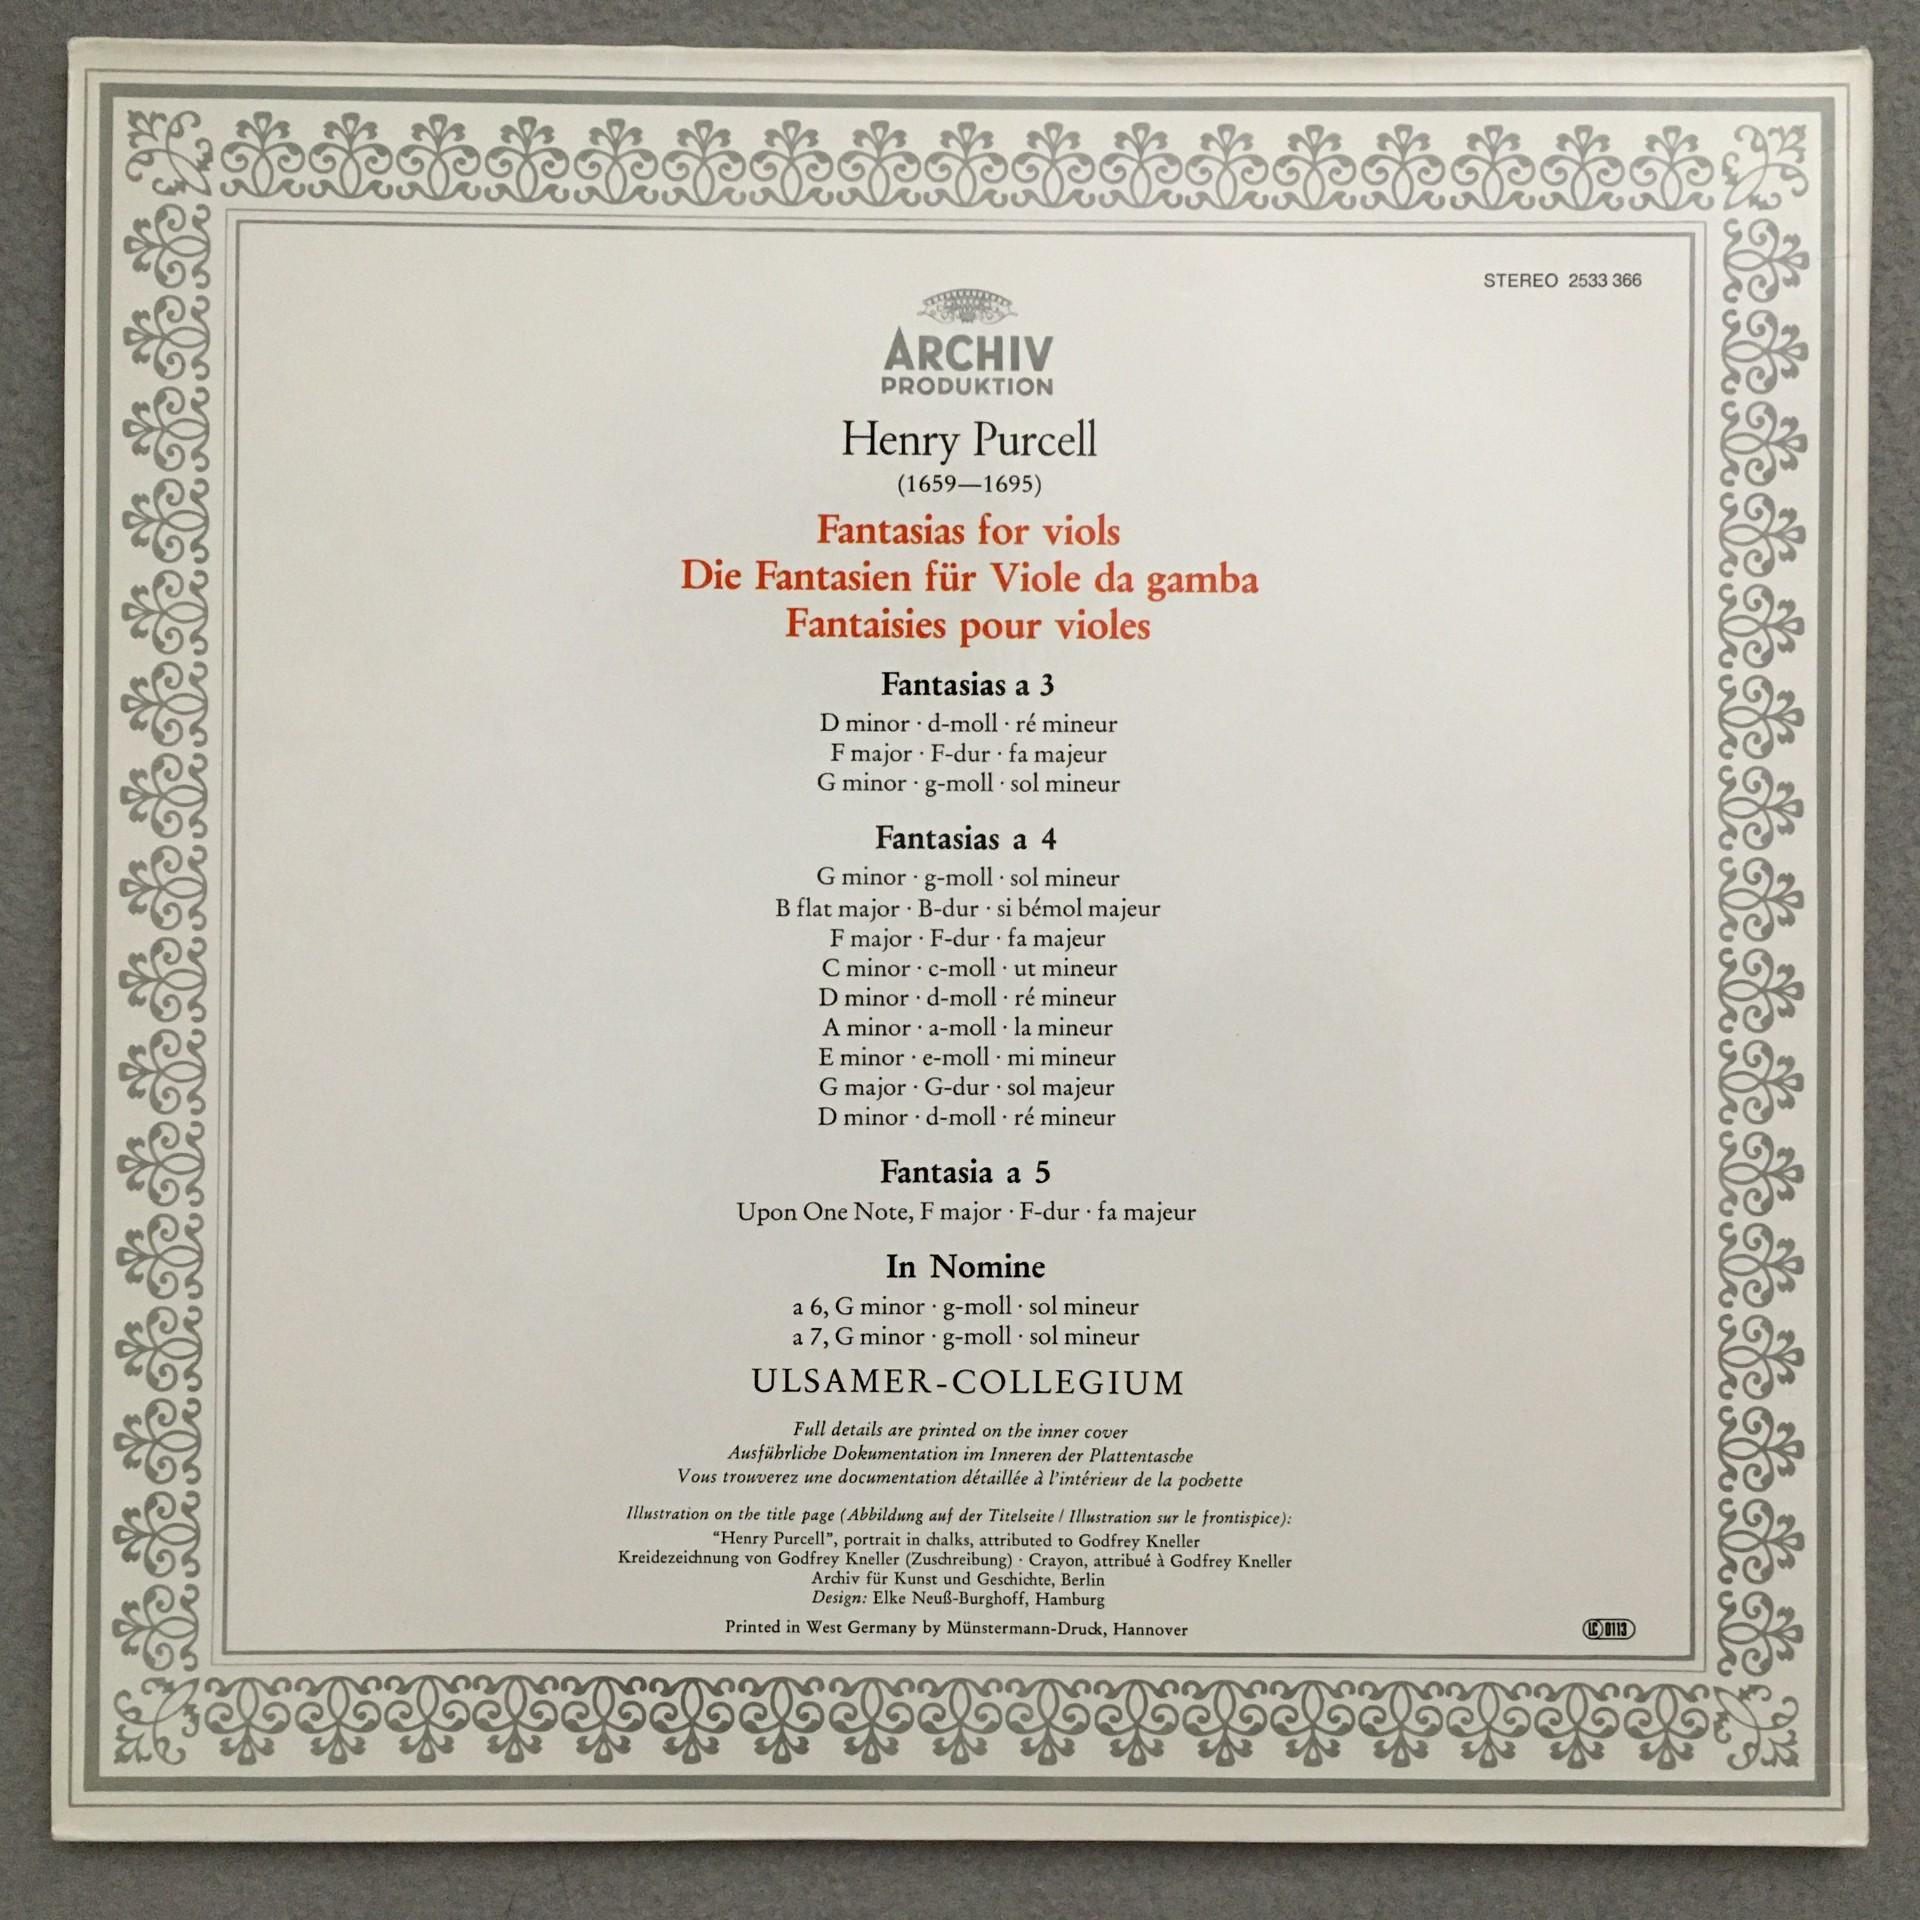 STEREO 2533 366
ARCHIV
PRODUKTION
Henry Purcell
(1659—1695)
Fantasias for viols
Die Fantasien für Viole da gamba
Fantaisies pour violes
Fantasias a 3
D minor · d-moll · ré mineur
F major · F-dur · fa majeur
G minor · g-moll · sol mineur
Fantasias a 4
G minor · g-moll · sol mineur
B flat major · B-dur · si bémol majeur
F major · F-dur · fa majeur
C minor · c-moll · ut mineur
D minor · d-moll · ré mineur
A minor · a-moll · la mineur
E minor · e-moll · mi mineur
G major · G-dur · sol majeur
D minor · d-moll · ré mineur
Fantasia a 5
Upon One Note, F major · F-dur · fa majeur
In Nomine
a 6, G minor · g-moll · sol mineur
a 7, G minor · g-moll · sol mineur
ULSAMER-COLLEGIUM
Full details are printed on the inner cover
Ausführliche Dokumentation im Inneren der Plattentasche
Vous trouverez une documentation détaillée à l'intérieur de la pochette
Illustration on the title page (Abbildung auf der Titelseite / Illustration sur le frontispice):
“Henry Purcell”, portrait in chalks, attributed to Godfrey Kneller
Kreidezeichnung von Godfrey Kneller (Zuschreibung) · Crayon, attribué à Godfrey Kneller
Archiv für Kunst und Geschichte, Berlin
Design: Elke Neuß-Burghoff, Hamburg
Printed in West Germany by Münstermann-Druck, Hannover
LC 0113